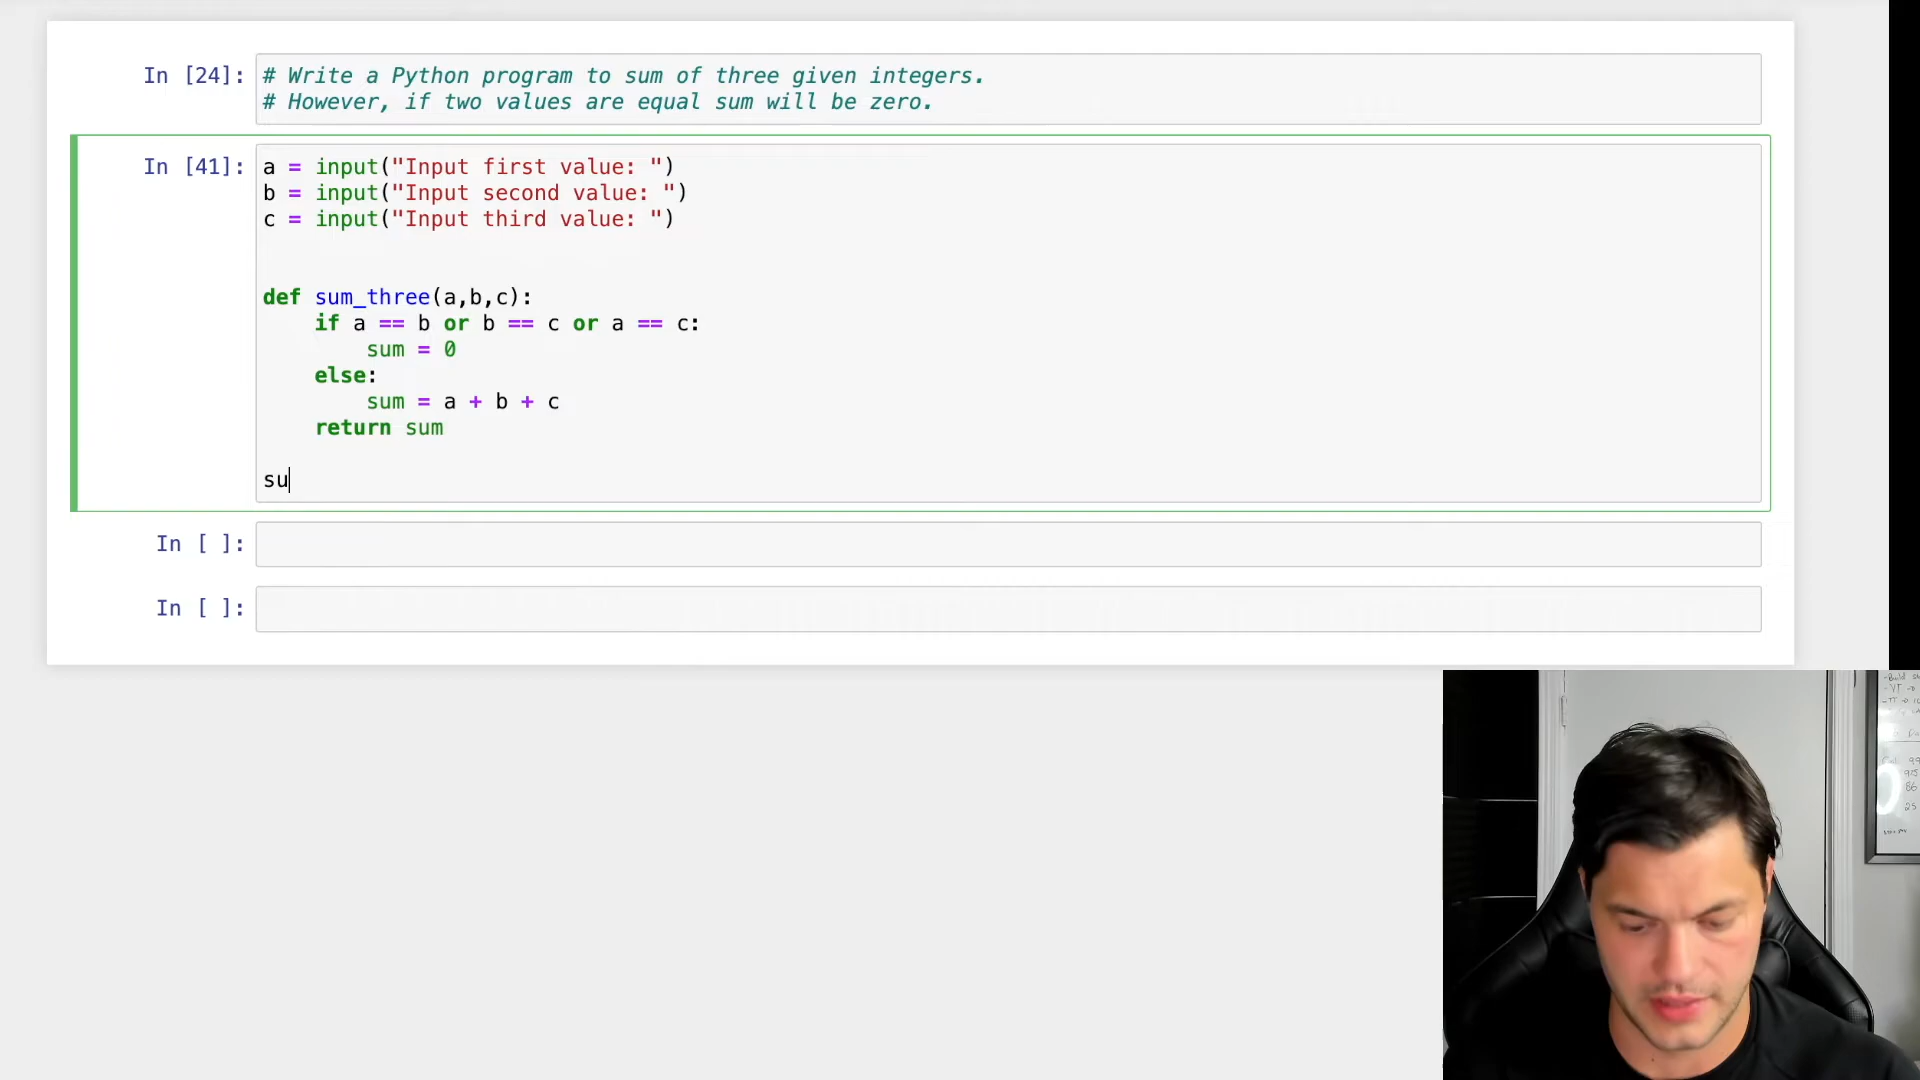 In [24]: # Write a Python program to sum of three given integers.
# However, if two values are equal sum will be zero.
In [41]: a = input("Input first value: ")
b = input("Input second value: ")
c = input("Input third value: ")
def sum_three(a,b,c):
    if a == b or b == c or a == c:
        sum = 0
    else:
        sum = a + b + c
    return sum
su
In [ ]:
In [ ]: